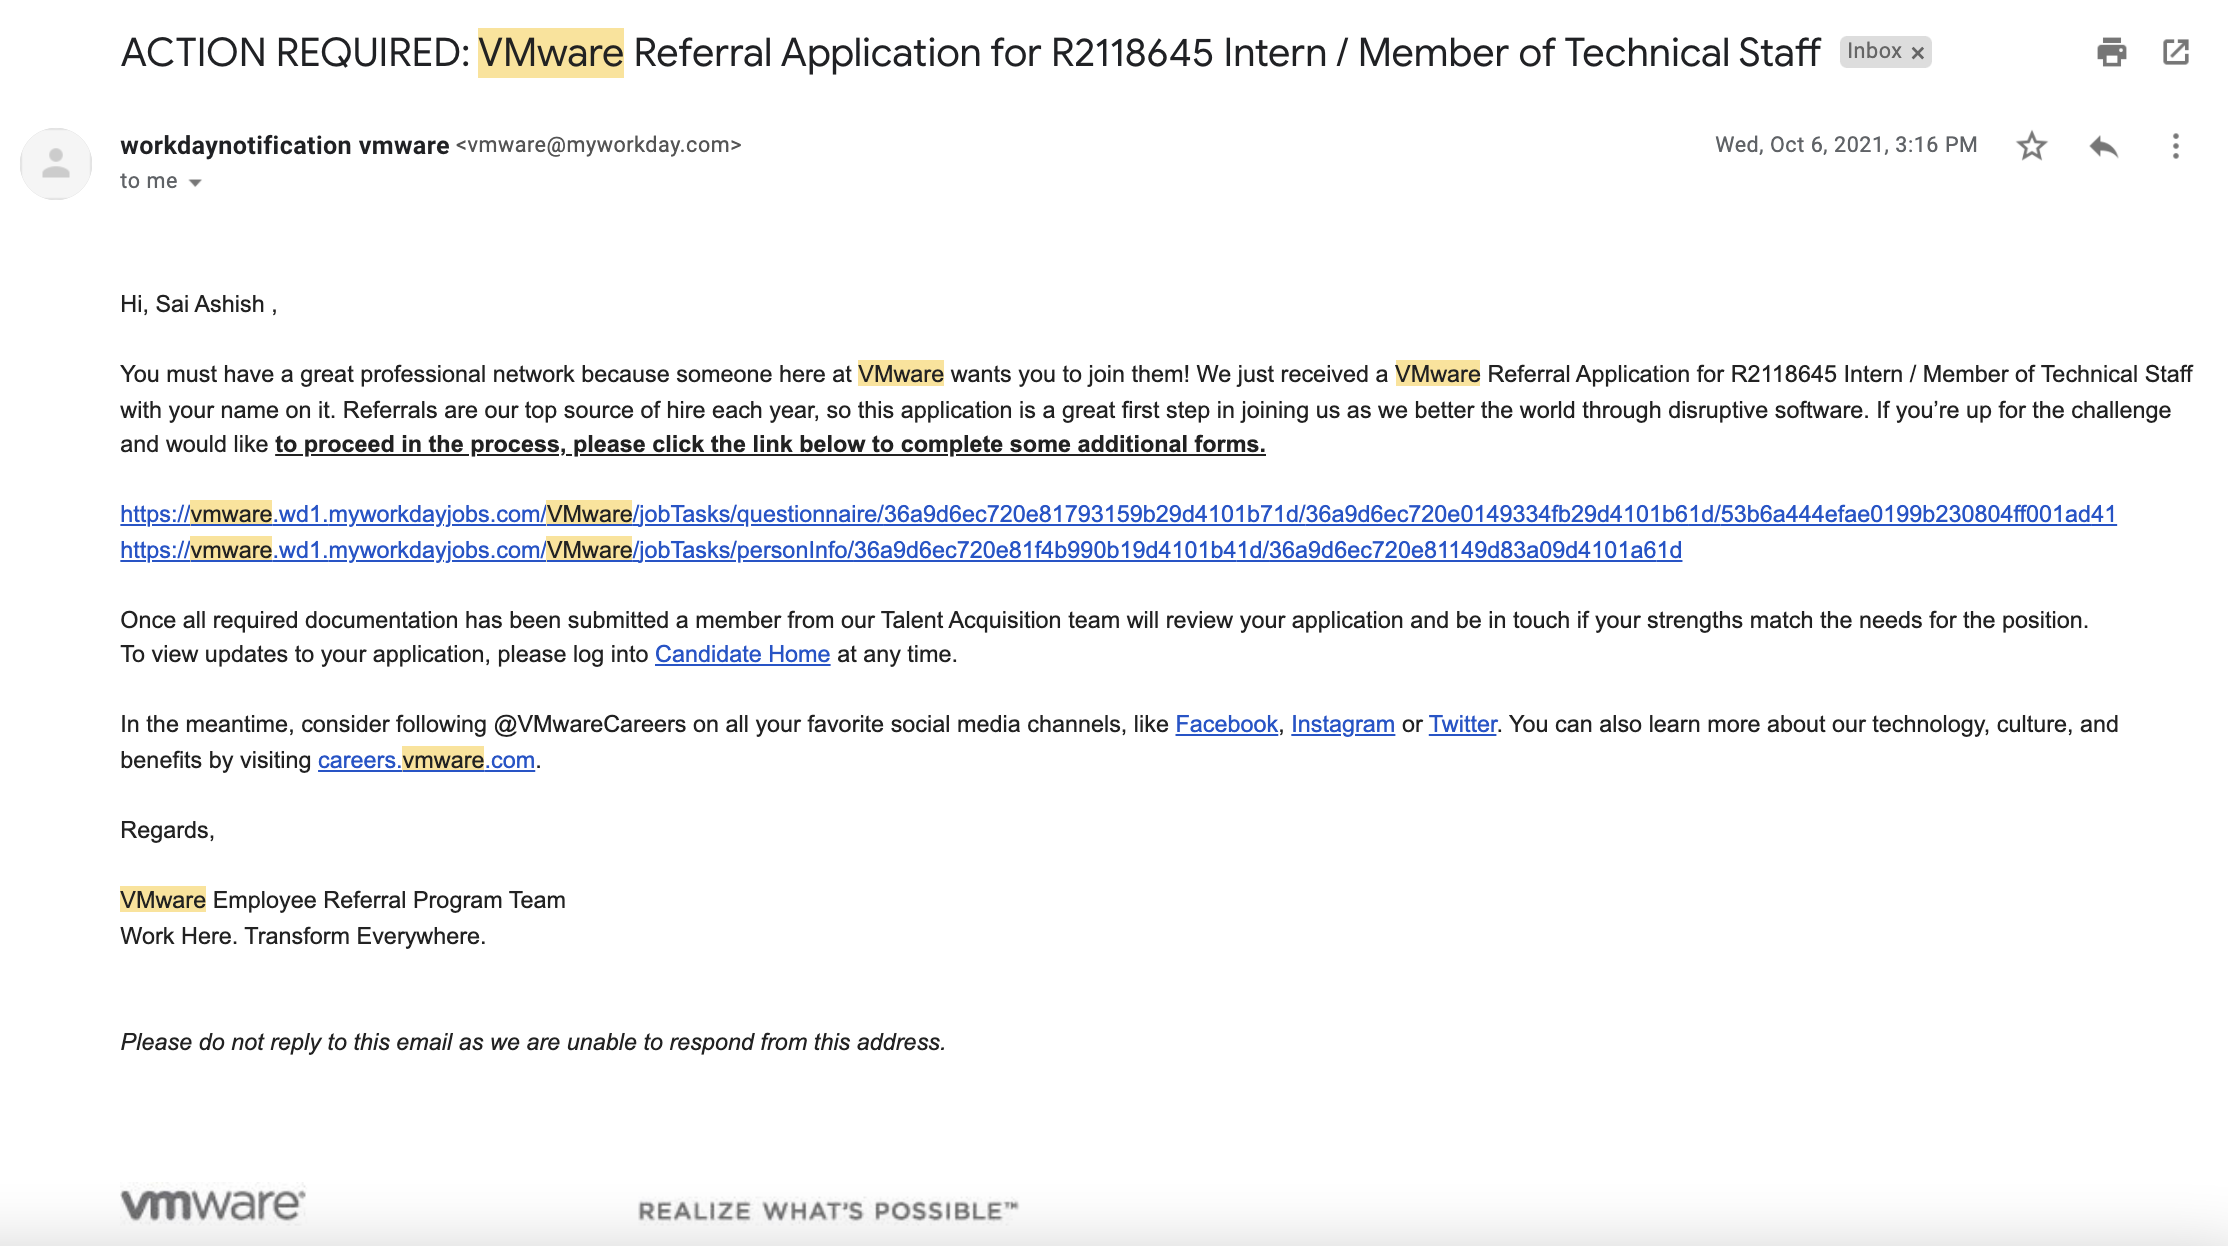 ACTION REQUIRED: VMware Referral Application for R2118645 Intern / Member of Technical Staff Inbox ×
workdaynotification vmware <vmware@myworkday.com> Wed, Oct 6, 2021, 3:16 PM
to me
Hi, Sai Ashish ,
You must have a great professional network because someone here at VMware wants you to join them! We just received a VMware Referral Application for R2118645 Intern / Member of Technical Staff
with your name on it. Referrals are our top source of hire each year, so this application is a great first step in joining us as we better the world through disruptive software. If you’re up for the challenge
and would like to proceed in the process, please click the link below to complete some additional forms.
https://vmware.wd1.myworkdayjobs.com/VMware/jobTasks/questionnaire/36a9d6ec720e81793159b29d4101b71d/36a9d6ec720e0149334fb29d4101b61d/53b6a444efae0199b230804ff001ad41
https://vmware.wd1.myworkdayjobs.com/VMware/jobTasks/personInfo/36a9d6ec720e81f4b990b19d4101b41d/36a9d6ec720e81149d83a09d4101a61d
Once all required documentation has been submitted a member from our Talent Acquisition team will review your application and be in touch if your strengths match the needs for the position.
To view updates to your application, please log into Candidate Home at any time.
In the meantime, consider following @VMwareCareers on all your favorite social media channels, like Facebook, Instagram or Twitter. You can also learn more about our technology, culture, and
benefits by visiting careers.vmware.com.
Regards,
VMware Employee Referral Program Team
Work Here. Transform Everywhere.
Please do not reply to this email as we are unable to respond from this address.
vmware® REALIZE WHAT'S POSSIBLE™